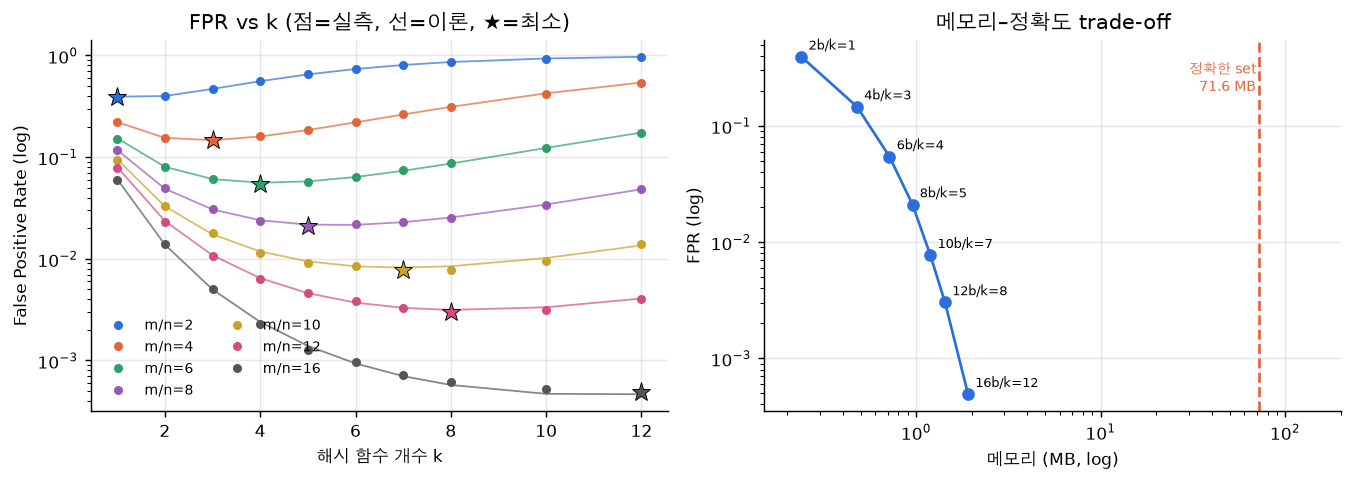 FPR vs k (점=실측, 선=이론, ★=최소)
False Positive Rate (log)
10⁰
10⁻¹
10⁻²
10⁻³
m/n=2
m/n=4
m/n=6
m/n=8
m/n=10
m/n=12
m/n=16
2 4 6 8 10 12
해시 함수 개수 k
메모리–정확도 trade-off
FPR (log)
10⁻¹
10⁻²
10⁻³
2b/k=1
4b/k=3
6b/k=4
8b/k=5
10b/k=7
12b/k=8
16b/k=12
정확한 set
71.6 MB
10⁰ 10¹ 10²
메모리 (MB, log)